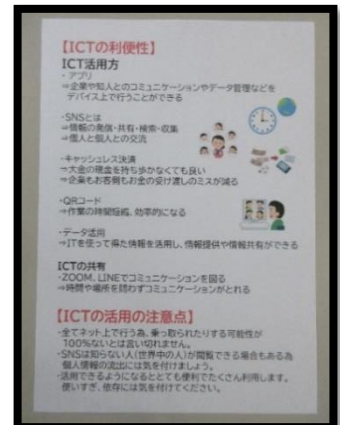 【ICTの利便性】
ICT活用方
・アプリ
⇒企業や知人とのコミュニケーションやデータ管理などを
デバイス上で行うことができる
・SNSとは
⇒情報の発信・共有・検索・収集
⇒個人と個人との交流
・キャッシュレス決済
⇒大金の現金を持ち歩かなくても良い
⇒企業もお客側もお金の受け渡しのミスが減る
・QRコード
⇒作業の時間短縮、効率的になる
・データ活用
⇒ITを使って得た情報を活用し、情報提供や情報共有ができる
ICTの共有
・ZOOM、LINEでコミュニケーションを図る
⇒時間や場所を問わずコミュニケーションがとれる
【ICTの活用の注意点】
・全てネット上で行う為、乗っ取られたりする可能性が
100%ないとは言い切れません。
・SNSは知らない人(世界中の人)が閲覧できる場合もある為
個人情報の流出には気を付けましょう。
・活用できるようになるととても便利でたくさん利用します。
使いすぎ、依存には気を付けてください。